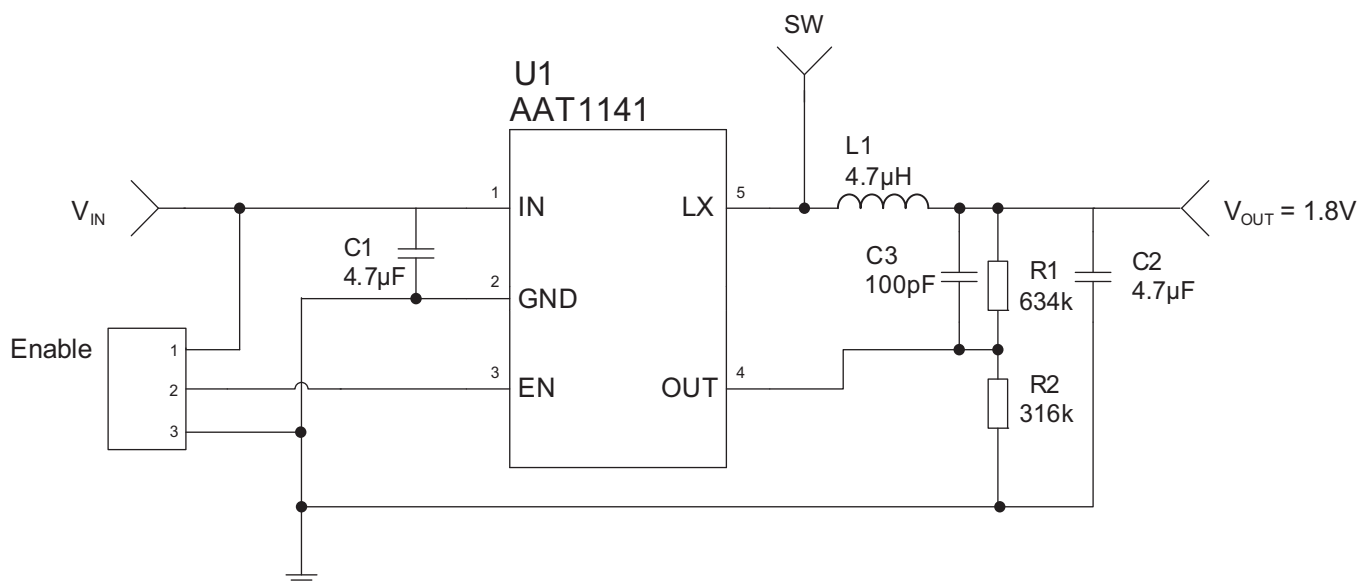 SW
U1
AAT1141
L1
4.7µH
1
IN
LX
5
V_IN
V_OUT = 1.8V
C1
4.7µF
C3
100pF
R1
634k
C2
4.7µF
2
GND
Enable
1
2
3
3
EN
OUT
4
R2
316k